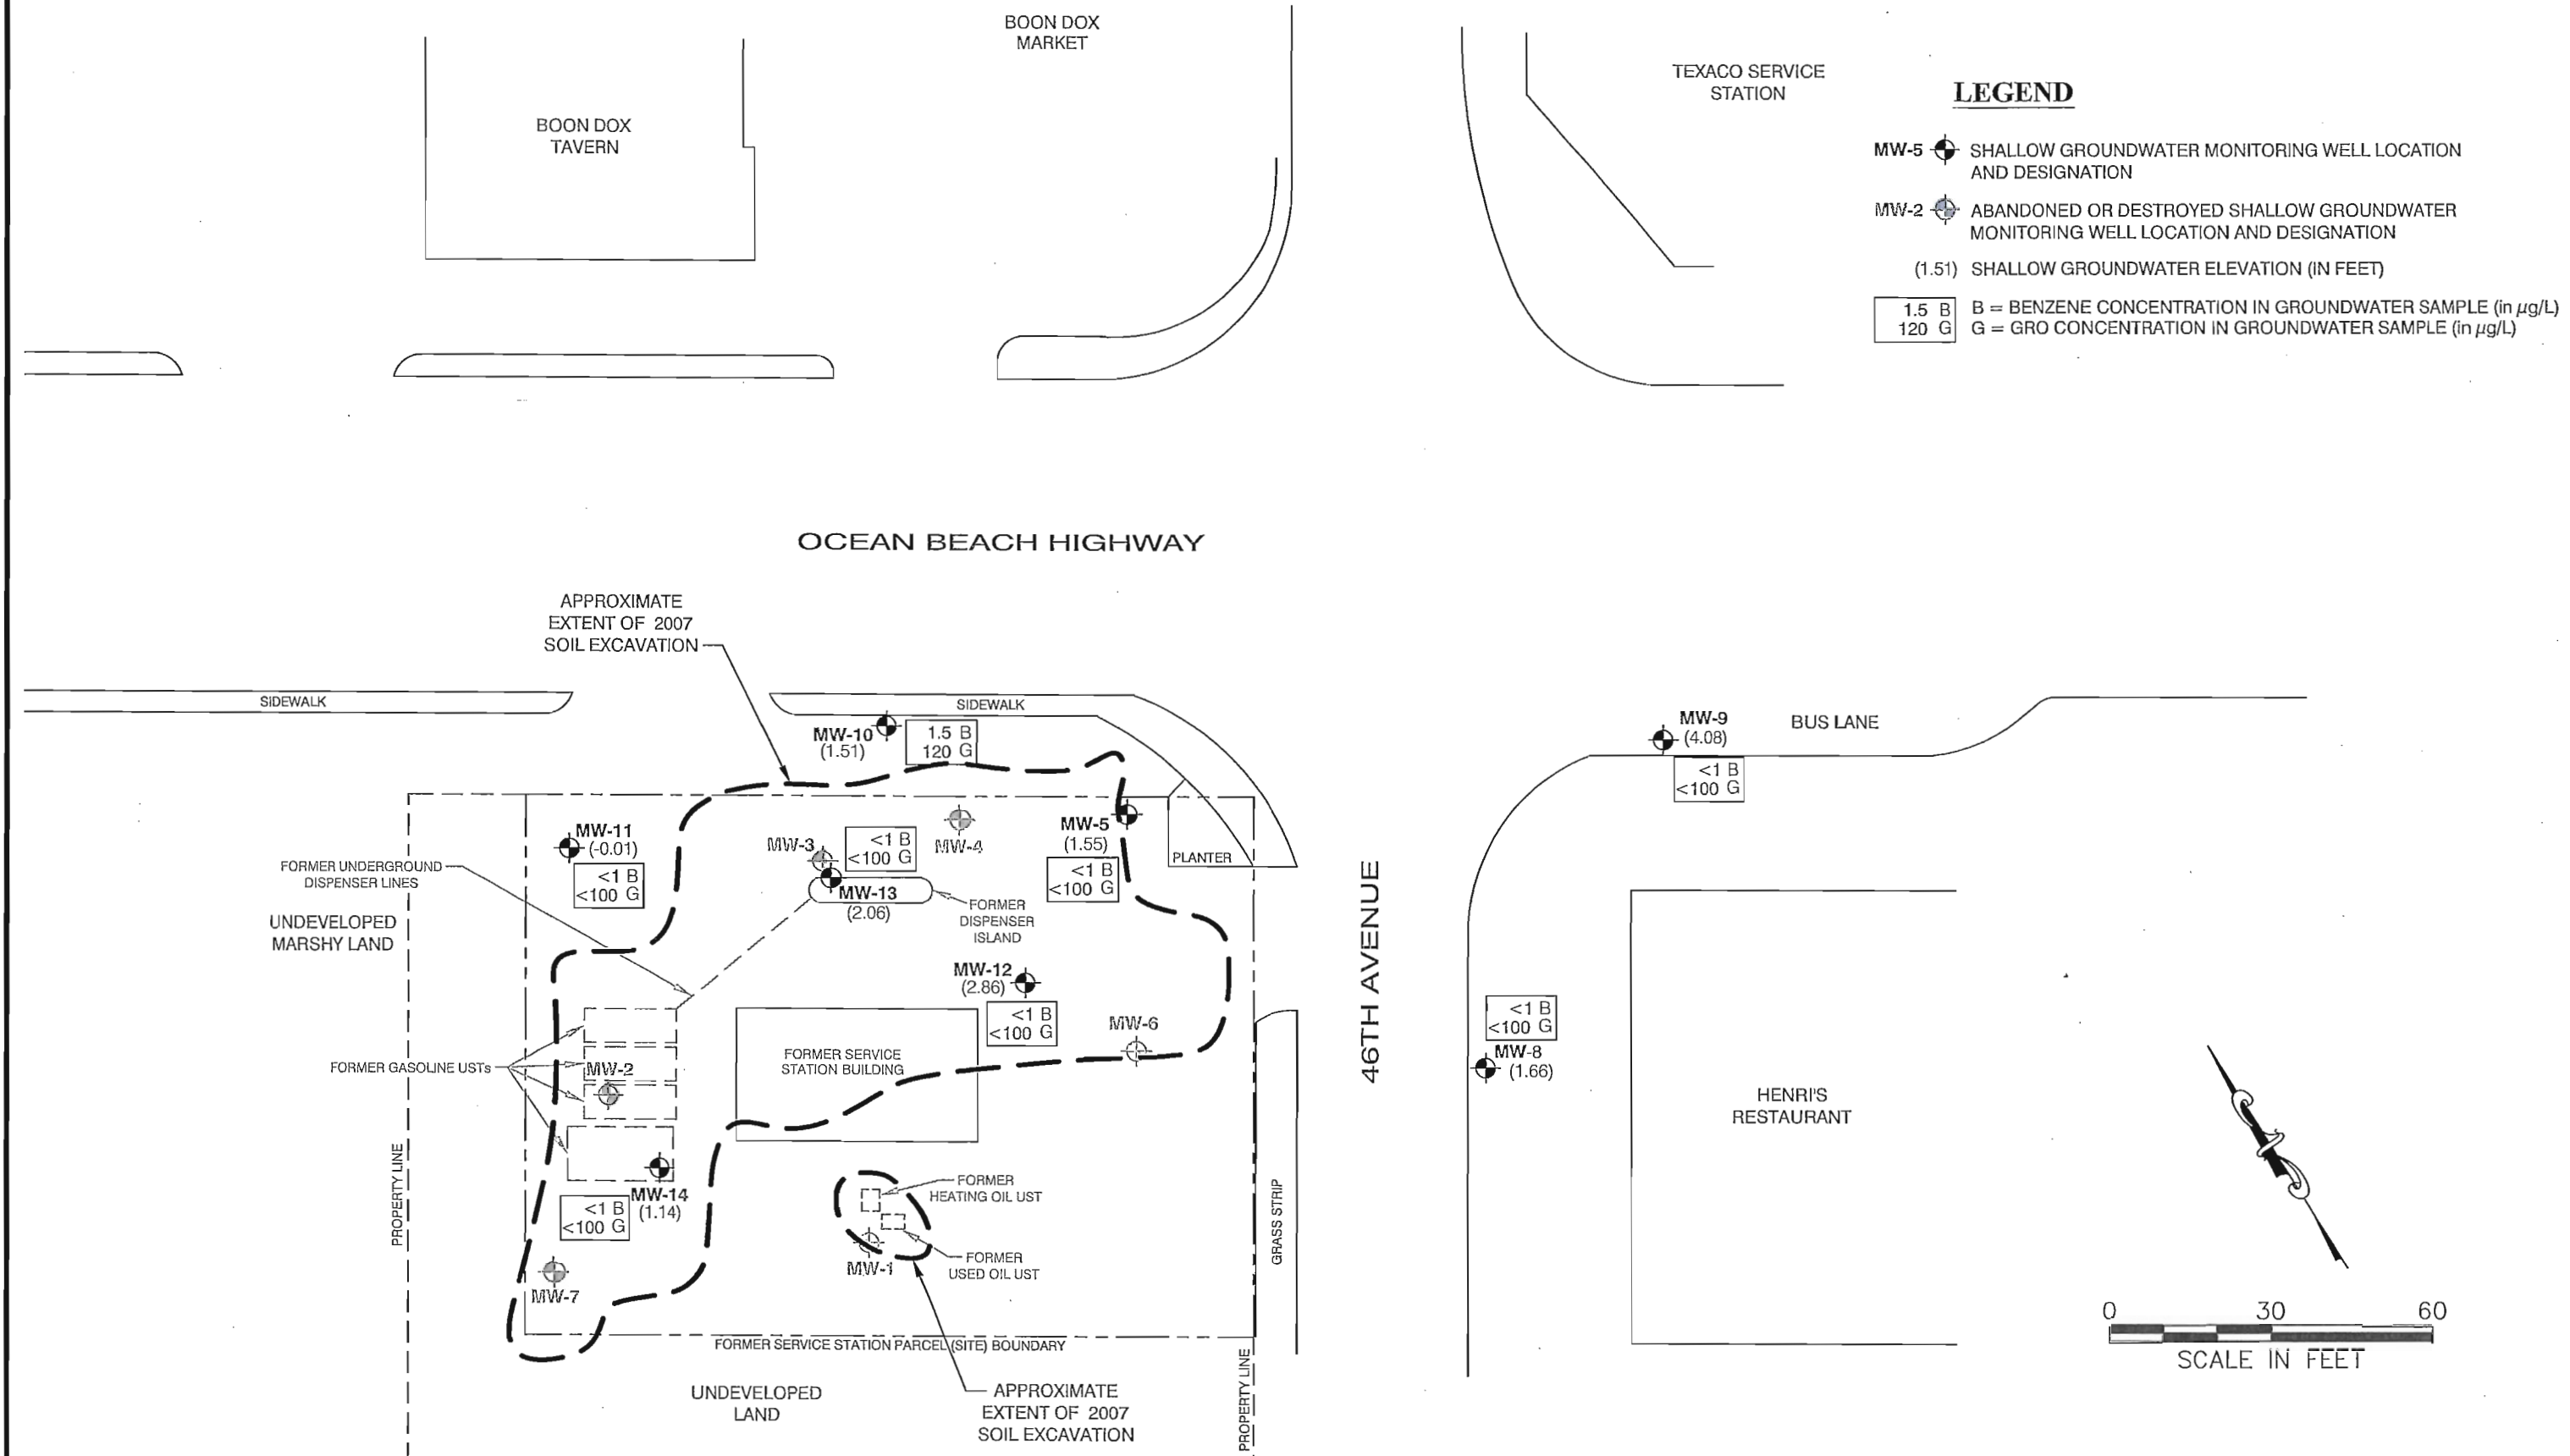 BOON DOX
MARKET
BOON DOX
TAVERN
TEXACO SERVICE
STATION
LEGEND
MW-5 SHALLOW GROUNDWATER MONITORING WELL LOCATION
AND DESIGNATION
MW-2 ABANDONED OR DESTROYED SHALLOW GROUNDWATER
MONITORING WELL LOCATION AND DESIGNATION
(1.51) SHALLOW GROUNDWATER ELEVATION (IN FEET)
1.5 B B = BENZENE CONCENTRATION IN GROUNDWATER SAMPLE (in µg/L)
120 G G = GRO CONCENTRATION IN GROUNDWATER SAMPLE (in µg/L)
OCEAN BEACH HIGHWAY
APPROXIMATE
EXTENT OF 2007
SOIL EXCAVATION
SIDEWALK
SIDEWALK
MW-10
(1.51)
1.5 B
120 G
MW-9
(4.08)
BUS LANE
<1 B
<100 G
MW-11
(-0.01)
<1 B
<100 G
MW-3
<1 B
<100 G
MW-4
MW-5
(1.55)
<1 B
<100 G
PLANTER
FORMER UNDERGROUND
DISPENSER LINES
MW-13
(2.06)
FORMER
DISPENSER
ISLAND
UNDEVELOPED
MARSHY LAND
46TH AVENUE
MW-12
(2.86)
<1 B
<100 G
MW-6
<1 B
<100 G
MW-8
(1.66)
FORMER GASOLINE USTs
MW-2
FORMER SERVICE
STATION BUILDING
HENRI'S
RESTAURANT
PROPERTY LINE
MW-14
(1.14)
<1 B
<100 G
FORMER
HEATING OIL UST
FORMER
USED OIL UST
MW-1
MW-7
GRASS STRIP
FORMER SERVICE STATION PARCEL (SITE) BOUNDARY
PROPERTY LINE
UNDEVELOPED
LAND
APPROXIMATE
EXTENT OF 2007
SOIL EXCAVATION
0 30 60
SCALE IN FEET